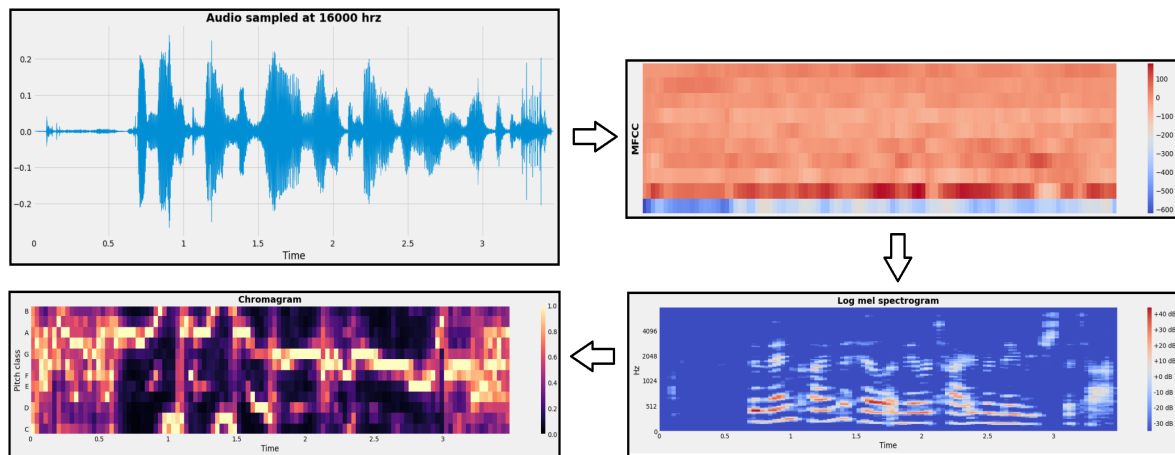 Audio sampled at 16000 hrz
0.2
0.1
0.0
−0.1
−0.2
0 0.5 1 1.5 2 2.5 3
Time
MFCC
100
0
−100
−200
−300
−400
−500
−600
Chromagram
B
A
G
F
E
D
C
Pitch class
0 0.5 1 1.5 2 2.5 3
Time
1.0
0.8
0.6
0.4
0.2
0.0
Log mel spectrogram
4096
2048
1024
512
0
Hz
0 0.5 1 1.5 2 2.5 3
Time
+40 dB
+30 dB
+20 dB
+10 dB
+0 dB
-10 dB
-20 dB
-30 dB